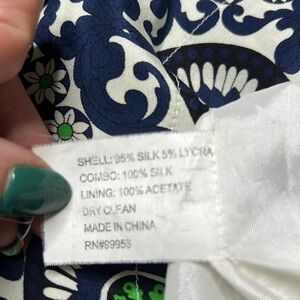 SHELL: 95% SILK 5% LYCRA
COMBO: 100% SILK
LINING: 100% ACETATE
DRY CLEAN
MADE IN CHINA
RN#99953